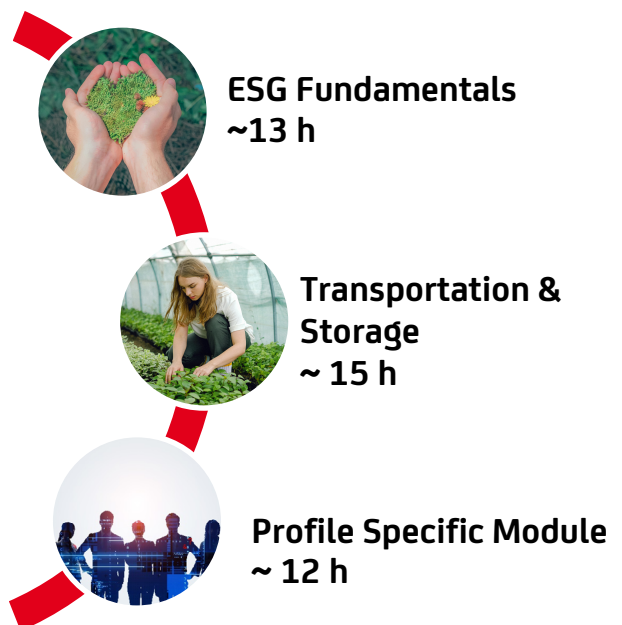 ESG Fundamentals
~13 h
Transportation &
Storage
~ 15 h
Profile Specific Module
~ 12 h